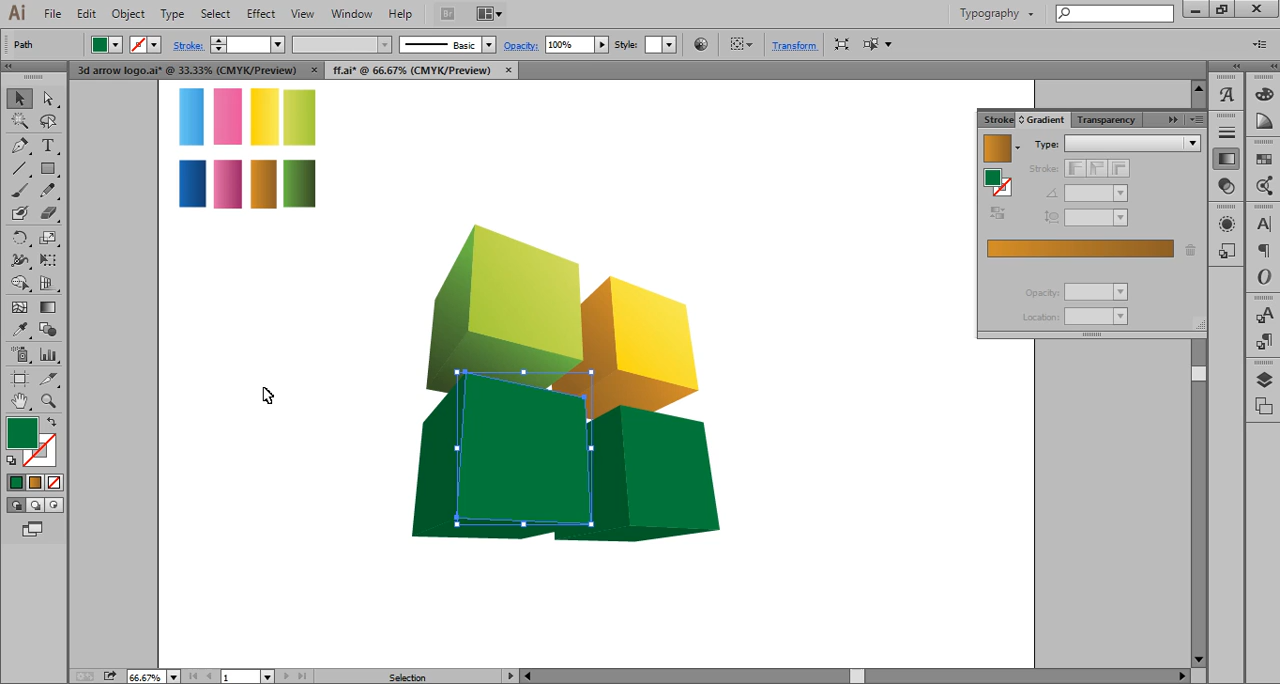 Ai File Edit Object Type Select Effect View Window Help Br Typography
Path Stroke: Basic Opacity: 100% Style: Transform
3d arrow logo.ai* @ 33.33% (CMYK/Preview) × ff.ai* @ 66.67% (CMYK/Preview) ×
Stroke Gradient Transparency
Type:
Stroke:
Opacity:
Location:
66.67% 1 Selection